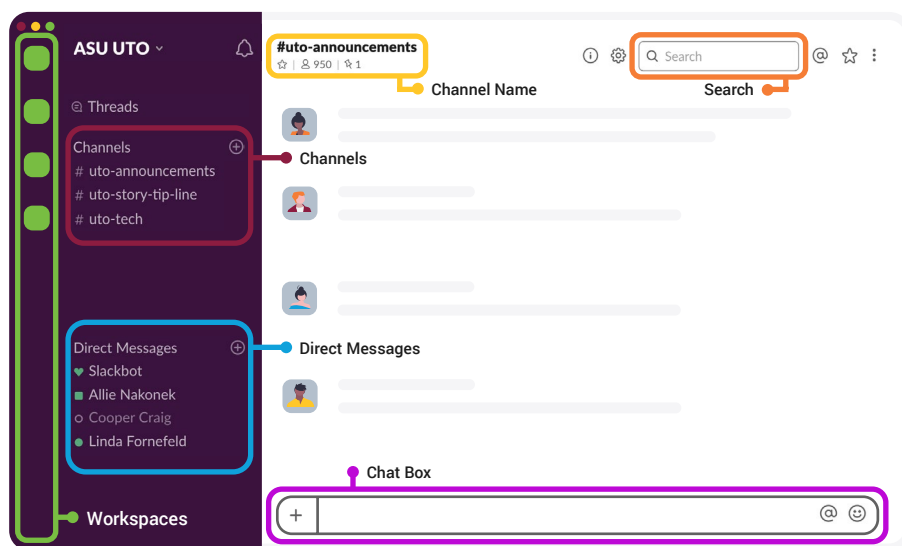 ASU UTO
Threads
Channels
# uto-announcements
# uto-story-tip-line
# uto-tech
Direct Messages
Slackbot
Allie Nakonek
Cooper Craig
Linda Fornefeld
Workspaces
#uto-announcements
950 | 1
Search
@
Channel Name
Search
Channels
Direct Messages
Chat Box
+
@